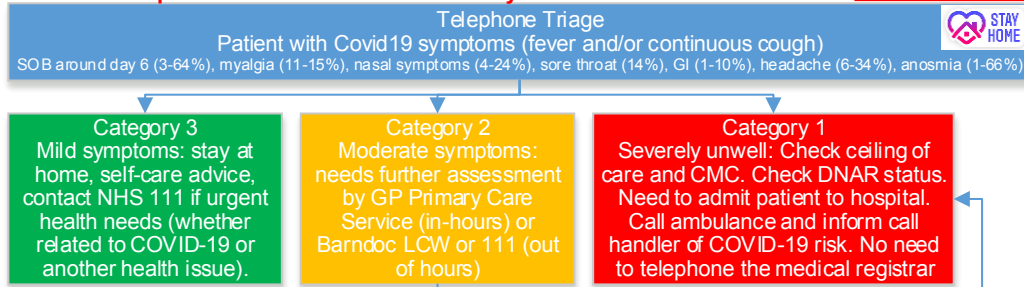 Telephone Triage
Patient with Covid19 symptoms (fever and/or continuous cough)
SOB around day 6 (3-64%), myalgia (11-15%), nasal symptoms (4-24%), sore throat (14%), GI (1-10%), headache (6-34%), anosmia (1-66%)
STAY
HOME
Category 3
Mild symptoms: stay at
home, self-care advice,
contact NHS 111 if urgent
health needs (whether
related to COVID-19 or
another health issue).
Category 2
Moderate symptoms:
needs further assessment
by GP Primary Care
Service (in-hours) or
Barndoc LCW or 111 (out
of hours)
Category 1
Severely unwell: Check ceiling of
care and CMC. Check DNAR status.
Need to admit patient to hospital.
Call ambulance and inform call
handler of COVID-19 risk. No need
to telephone the medical registrar